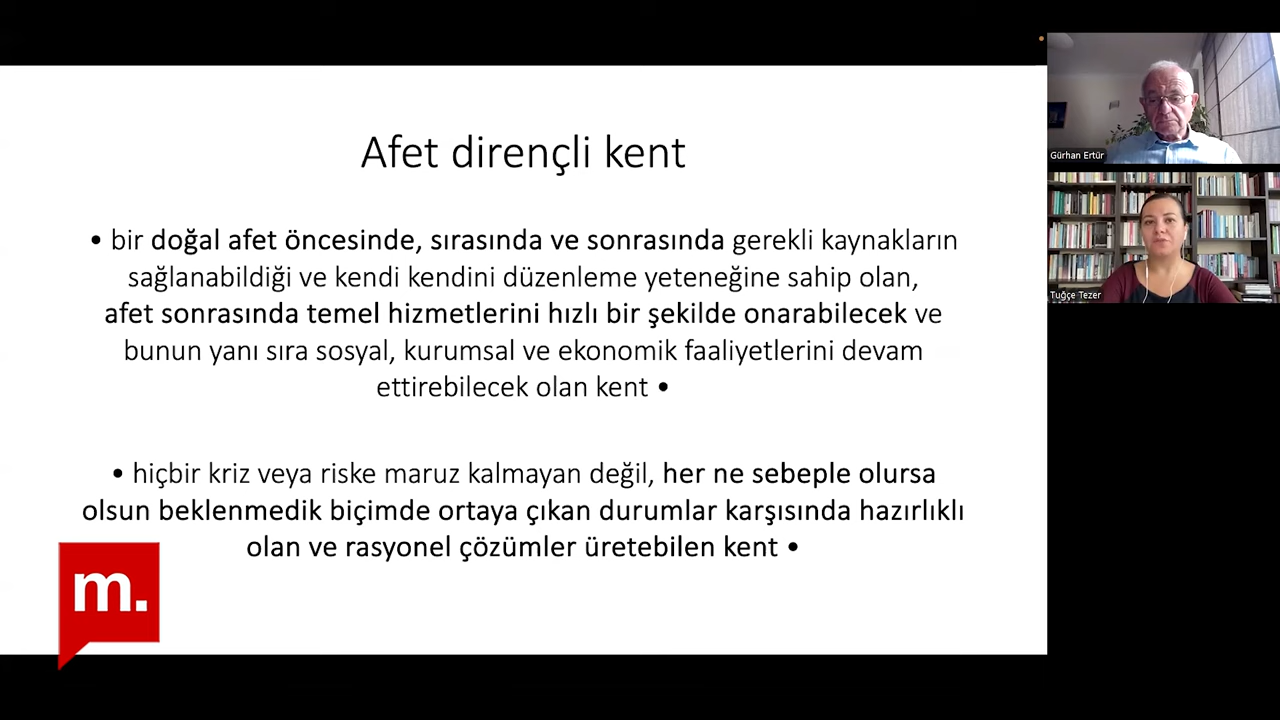 Afet dirençli kent
• bir doğal afet öncesinde, sırasında ve sonrasında gerekli kaynakların
sağlanabildiği ve kendi kendini düzenleme yeteneğine sahip olan,
afet sonrasında temel hizmetlerini hızlı bir şekilde onarabilecek ve
bunun yanı sıra sosyal, kurumsal ve ekonomik faaliyetlerini devam
ettirebilecek olan kent •
• hiçbir kriz veya riske maruz kalmayan değil, her ne sebeple olursa
olsun beklenmedik biçimde ortaya çıkan durumlar karşısında hazırlıklı
olan ve rasyonel çözümler üretebilen kent •
m.
Gürhan Ertür
Tuğçe Tezer